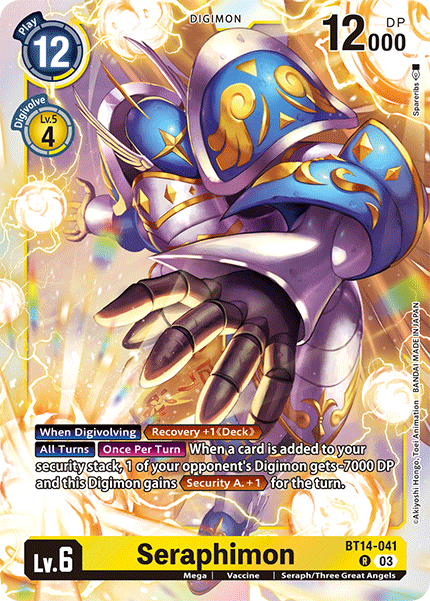 DIGIMON
Play
12
DP
12000
Digivolve
Lv.5
4
Spareribs
©Akiyoshi Hongo, Toei Animation BANDAI MADE IN JAPAN
When Digivolving Recovery +1《Deck》
All Turns Once Per Turn When a card is added to your
security stack, 1 of your opponent's Digimon gets -7000 DP
and this Digimon gains Security A. +1 for the turn.
BT14-041
Lv.6
Seraphimon
R 03
Mega | Vaccine | Seraph/Three Great Angels